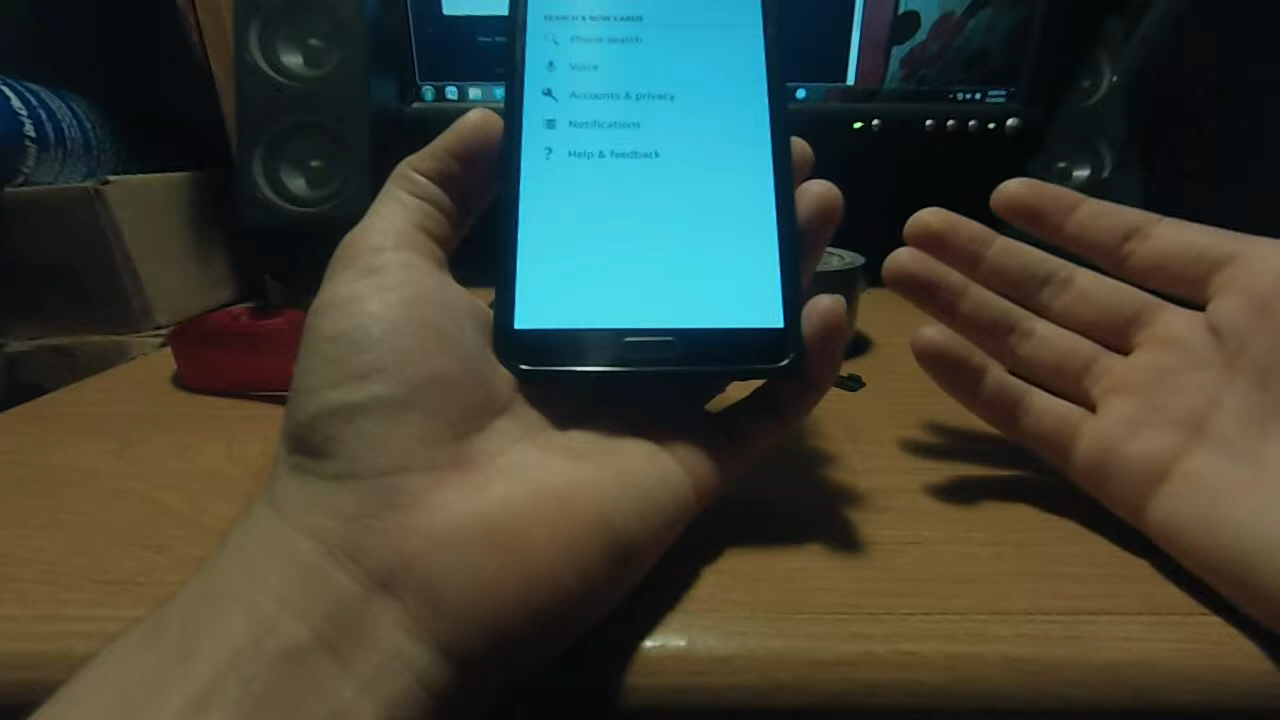 SEARCH & NOW CARDS
Phone search
Voice
Accounts & privacy
Notifications
? Help & feedback